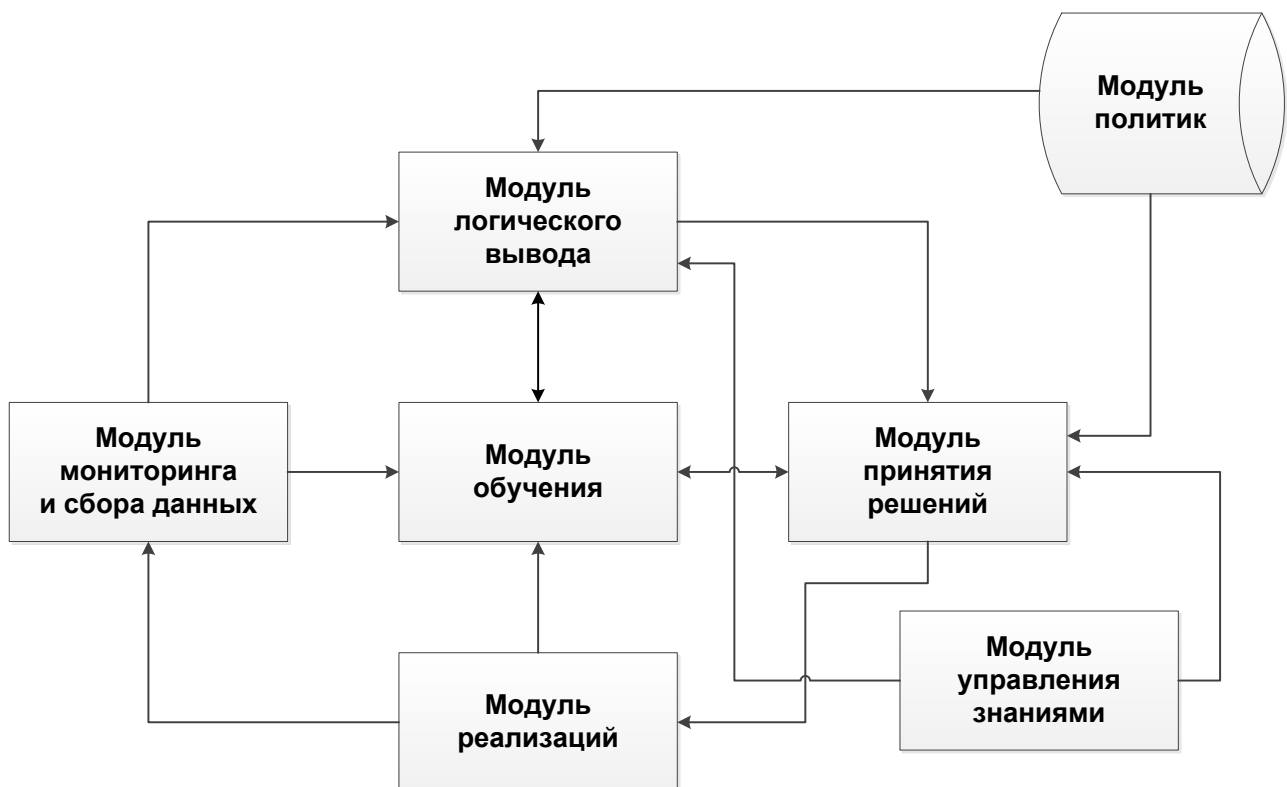 Модуль
политик
Модуль
логического
вывода
Модуль
мониторинга
и сбора данных
Модуль
обучения
Модуль
принятия
решений
Модуль
управления
знаниями
Модуль
реализаций